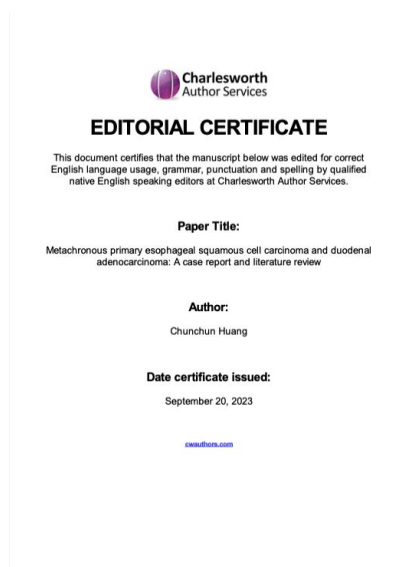 Charlesworth
Author Services
EDITORIAL CERTIFICATE
This document certifies that the manuscript below was edited for correct
English language usage, grammar, punctuation and spelling by qualified
native English speaking editors at Charlesworth Author Services.
Paper Title:
Metachronous primary esophageal squamous cell carcinoma and duodenal
adenocarcinoma: A case report and literature review
Author:
Chunchun Huang
Date certificate issued:
September 20, 2023
cwauthors.com